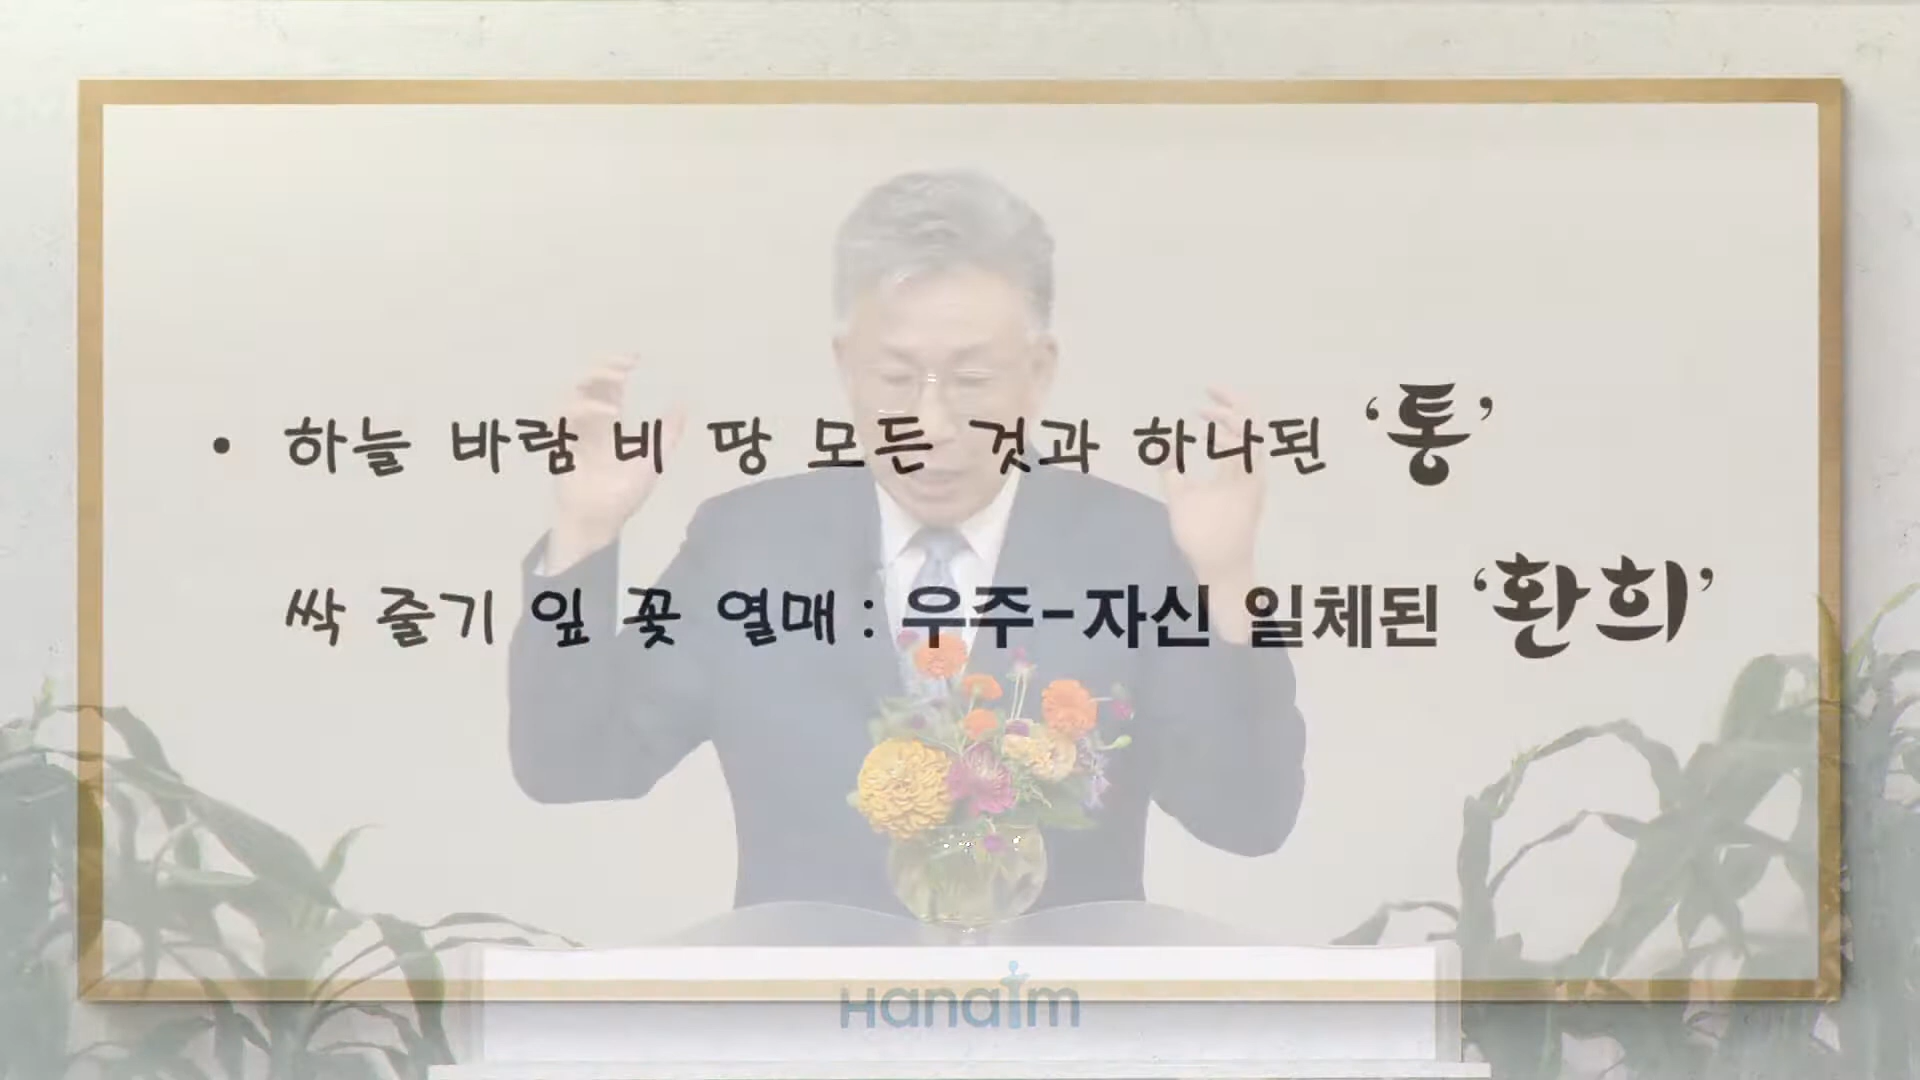 • 하늘 바람 비 땅 모든 것과 하나된 ‘통’
싹 줄기 잎 꽃 열매 : 우주-자신 일체된 ‘환희’
Hanaim